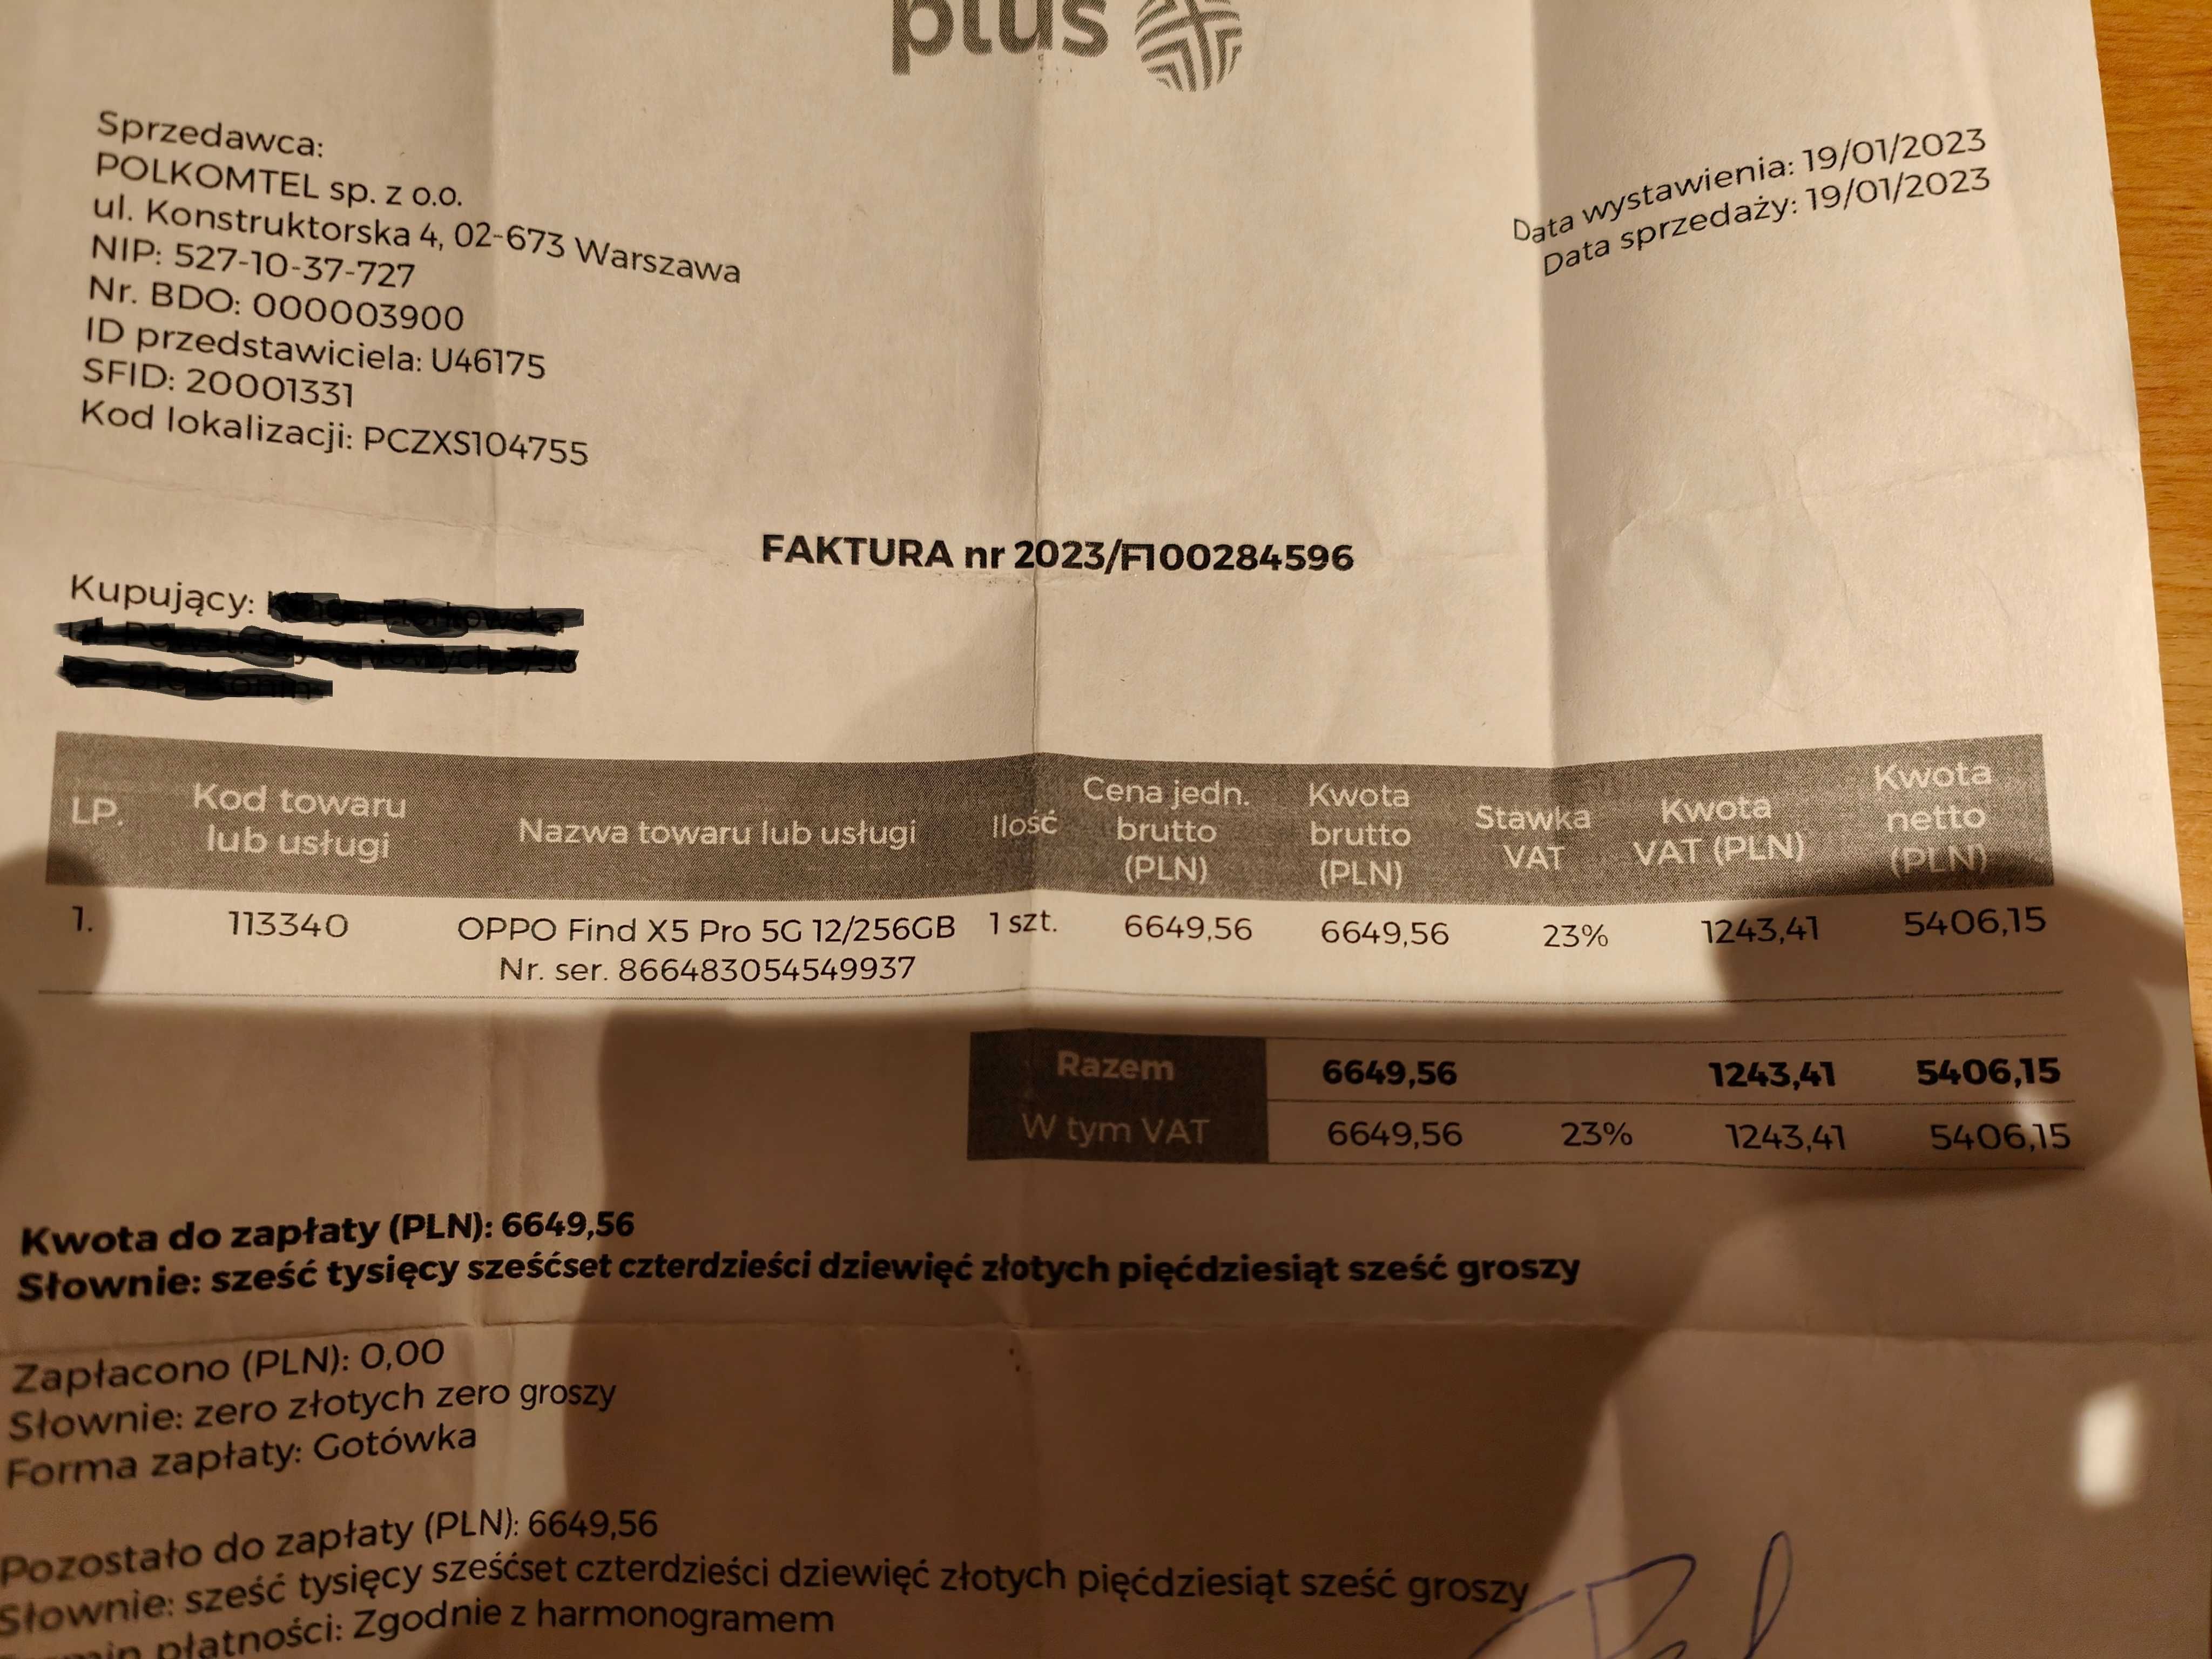 plus
Sprzedawca:
POLKOMTEL sp. z o.o.
ul. Konstruktorska 4, 02-673 Warszawa
NIP: 527-10-37-727
Nr. BDO: 000003900
ID przedstawiciela: U46175
SFID: 20001331
Kod lokalizacji: PCZXS104755
Data wystawienia: 19/01/2023
Data sprzedaży: 19/01/2023
FAKTURA nr 2023/F100284596
Kupujący:
LP. Kod towaru lub usługi Nazwa towaru lub usługi Ilość Cena jedn. brutto (PLN) Kwota brutto (PLN) Stawka VAT Kwota VAT (PLN) Kwota netto (PLN)
1. 113340 OPPO Find X5 Pro 5G 12/256GB 1 szt. 6649,56 6649,56 23% 1243,41 5406,15
Nr. ser. 866483054549937
Razem 6649,56 1243,41 5406,15
W tym VAT 6649,56 23% 1243,41 5406,15
Kwota do zapłaty (PLN): 6649,56
Słownie: sześć tysięcy sześćset czterdzieści dziewięć złotych pięćdziesiąt sześć groszy
Zapłacono (PLN): 0,00
Słownie: zero złotych zero groszy
Forma zapłaty: Gotówka
Pozostało do zapłaty (PLN): 6649,56
Słownie: sześć tysięcy sześćset czterdzieści dziewięć złotych pięćdziesiąt sześć groszy
płatności: Zgodnie z harmonogramem